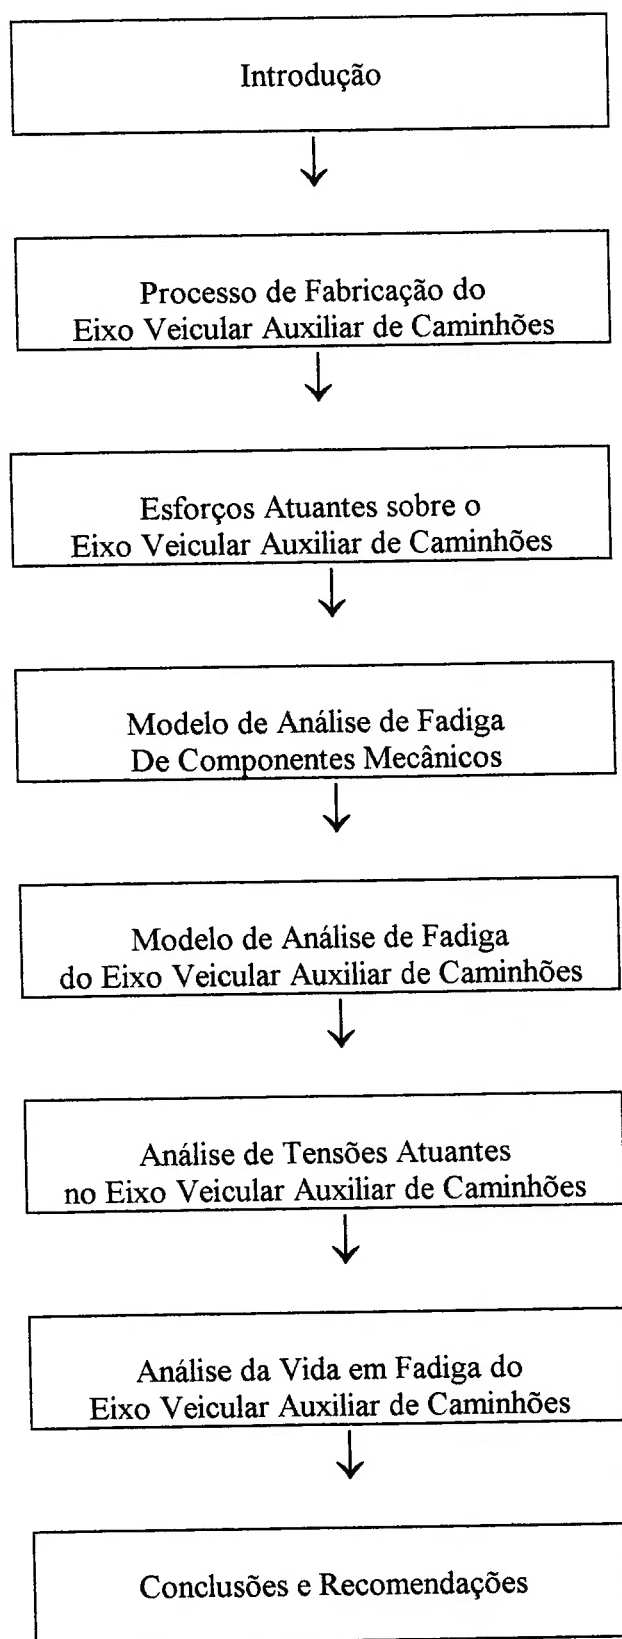 Introdução
Processo de Fabricação do
Eixo Veicular Auxiliar de Caminhões
Esforços Atuantes sobre o
Eixo Veicular Auxiliar de Caminhões
Modelo de Análise de Fadiga
De Componentes Mecânicos
Modelo de Análise de Fadiga
do Eixo Veicular Auxiliar de Caminhões
Análise de Tensões Atuantes
no Eixo Veicular Auxiliar de Caminhões
Análise da Vida em Fadiga do
Eixo Veicular Auxiliar de Caminhões
Conclusões e Recomendações